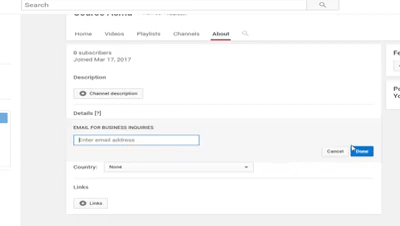 Search
Home Videos Playlists Channels About
0 subscribers
Joined Mar 17, 2017
Description
Channel description
Details [?]
EMAIL FOR BUSINESS INQUIRIES
Enter email address
Cancel Done
Country: None
Links
Links